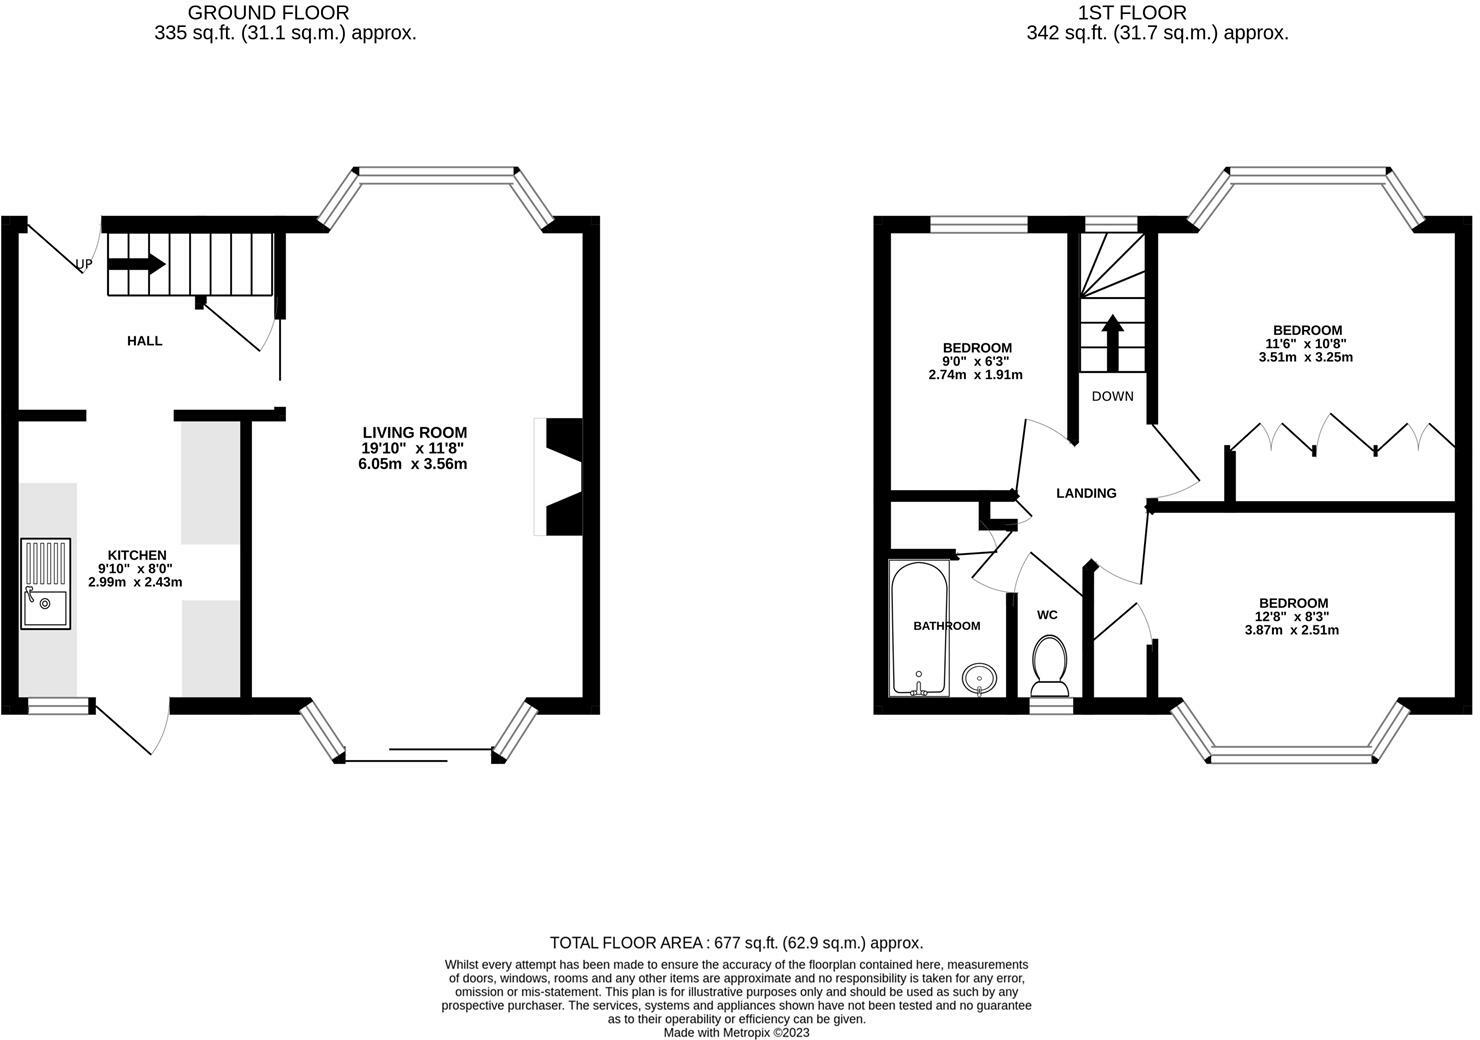 GROUND FLOOR
335 sq.ft. (31.1 sq.m.) approx.
UP
HALL
LIVING ROOM
19'10" x 11'8"
6.05m x 3.56m
KITCHEN
9'10" x 8'0"
2.99m x 2.43m
1ST FLOOR
342 sq.ft. (31.7 sq.m.) approx.
BEDROOM
9'0" x 6'3"
2.74m x 1.91m
DOWN
BEDROOM
11'6" x 10'8"
3.51m x 3.25m
LANDING
BATHROOM
WC
BEDROOM
12'8" x 8'3"
3.87m x 2.51m
TOTAL FLOOR AREA : 677 sq.ft. (62.9 sq.m.) approx.
Whilst every attempt has been made to ensure the accuracy of the floorplan contained here, measurements
of doors, windows, rooms and any other items are approximate and no responsibility is taken for any error,
omission or mis-statement. This plan is for illustrative purposes only and should be used as such by any
prospective purchaser. The services, systems and appliances shown have not been tested and no guarantee
as to their operability or efficiency can be given.
Made with Metropix ©2023